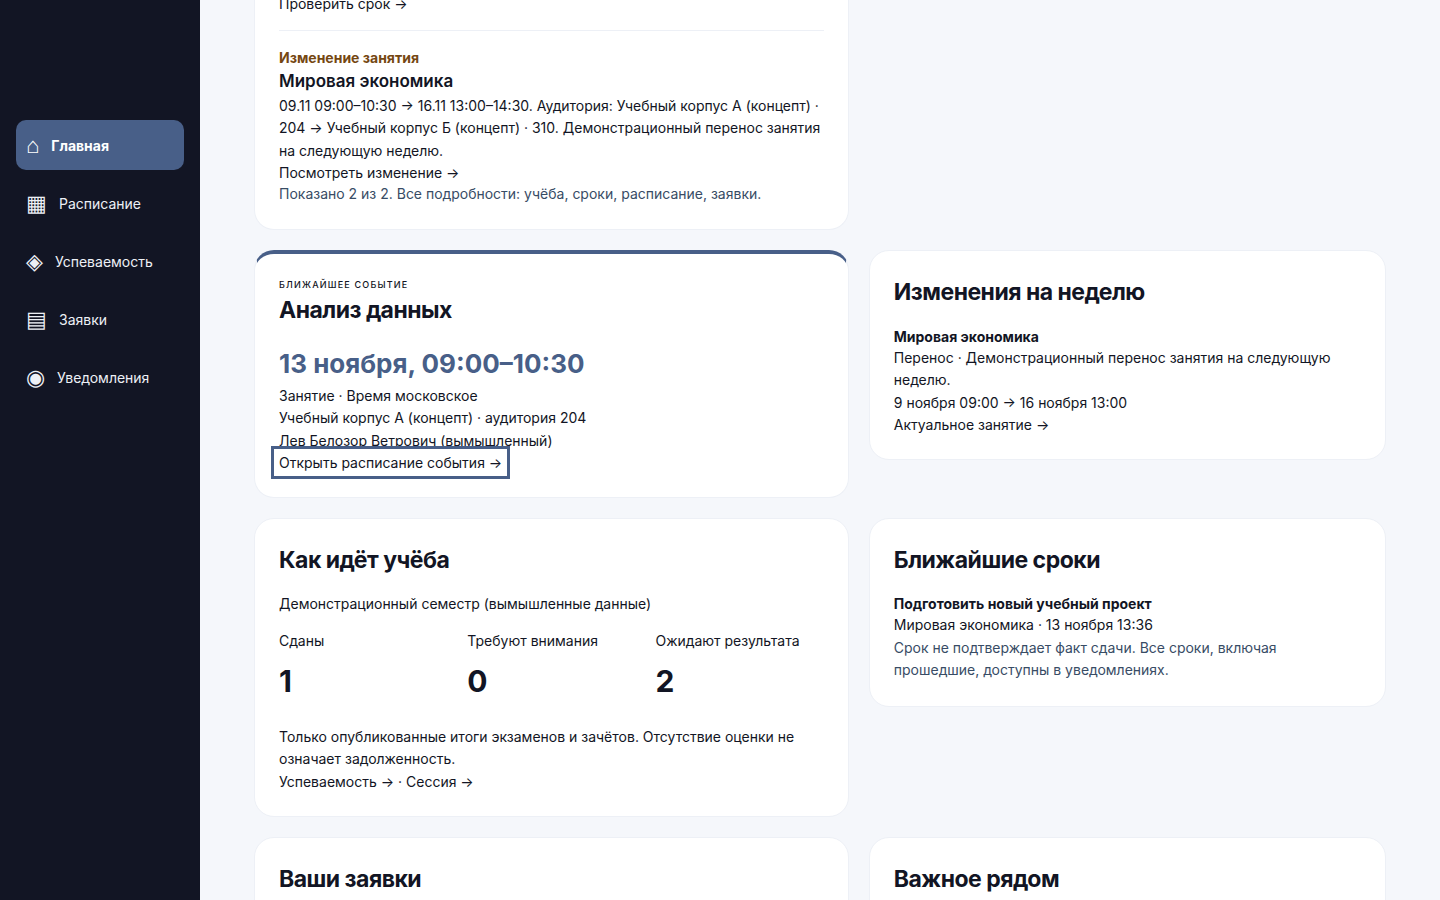 Главная
Расписание
Успеваемость
Заявки
Уведомления
Проверить срок →
Изменение занятия
Мировая экономика
09.11 09:00–10:30 → 16.11 13:00–14:30. Аудитория: Учебный корпус А (концепт) ·
204 → Учебный корпус Б (концепт) · 310. Демонстрационный перенос занятия
на следующую неделю.
Посмотреть изменение →
Показано 2 из 2. Все подробности: учёба, сроки, расписание, заявки.
БЛИЖАЙШЕЕ СОБЫТИЕ
Анализ данных
13 ноября, 09:00–10:30
Занятие · Время московское
Учебный корпус А (концепт) · аудитория 204
Лев Белозор Ветрович (вымышленный)
Открыть расписание события →
Изменения на неделю
Мировая экономика
Перенос · Демонстрационный перенос занятия на следующую
неделю.
9 ноября 09:00 → 16 ноября 13:00
Актуальное занятие →
Как идёт учёба
Демонстрационный семестр (вымышленные данные)
Сданы
Требуют внимания
Ожидают результата
1
0
2
Только опубликованные итоги экзаменов и зачётов. Отсутствие оценки не
означает задолженность.
Успеваемость → · Сессия →
Ближайшие сроки
Подготовить новый учебный проект
Мировая экономика · 13 ноября 13:36
Срок не подтверждает факт сдачи. Все сроки, включая
прошедшие, доступны в уведомлениях.
Ваши заявки
Важное рядом